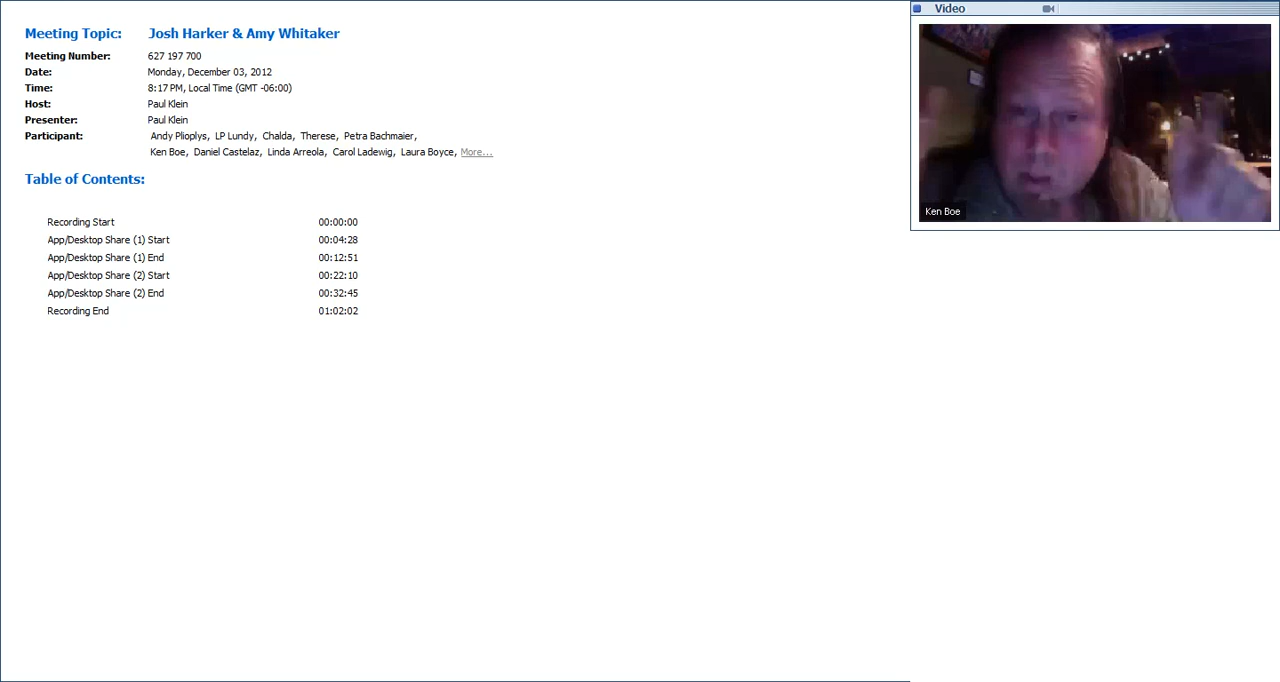 Meeting Topic: Josh Harker & Amy Whitaker
Meeting Number: 627 197 700
Date: Monday, December 03, 2012
Time: 8:17 PM, Local Time (GMT -06:00)
Host: Paul Klein
Presenter: Paul Klein
Participant: Andy Plioplys, LP Lundy, Chalda, Therese, Petra Bachmaier,
Ken Boe, Daniel Castelaz, Linda Arreola, Carol Ladewig, Laura Boyce, More...
Table of Contents:
Recording Start 00:00:00
App/Desktop Share (1) Start 00:04:28
App/Desktop Share (1) End 00:12:51
App/Desktop Share (2) Start 00:22:10
App/Desktop Share (2) End 00:32:45
Recording End 01:02:02
Video
Ken Boe